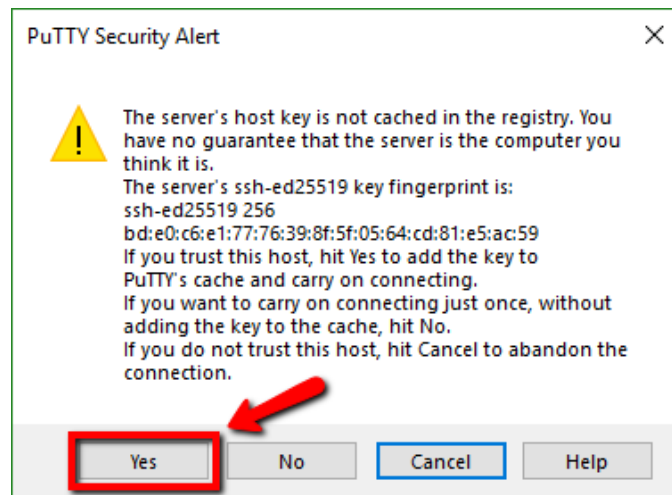 PuTTY Security Alert
The server's host key is not cached in the registry. You
have no guarantee that the server is the computer you
think it is.
The server's ssh-ed25519 key fingerprint is:
ssh-ed25519 256
bd:e0:c6:e1:77:76:39:8f:5f:05:64:cd:81:e5:ac:59
If you trust this host, hit Yes to add the key to
PuTTY's cache and carry on connecting.
If you want to carry on connecting just once, without
adding the key to the cache, hit No.
If you do not trust this host, hit Cancel to abandon the
connection.
Yes No Cancel Help